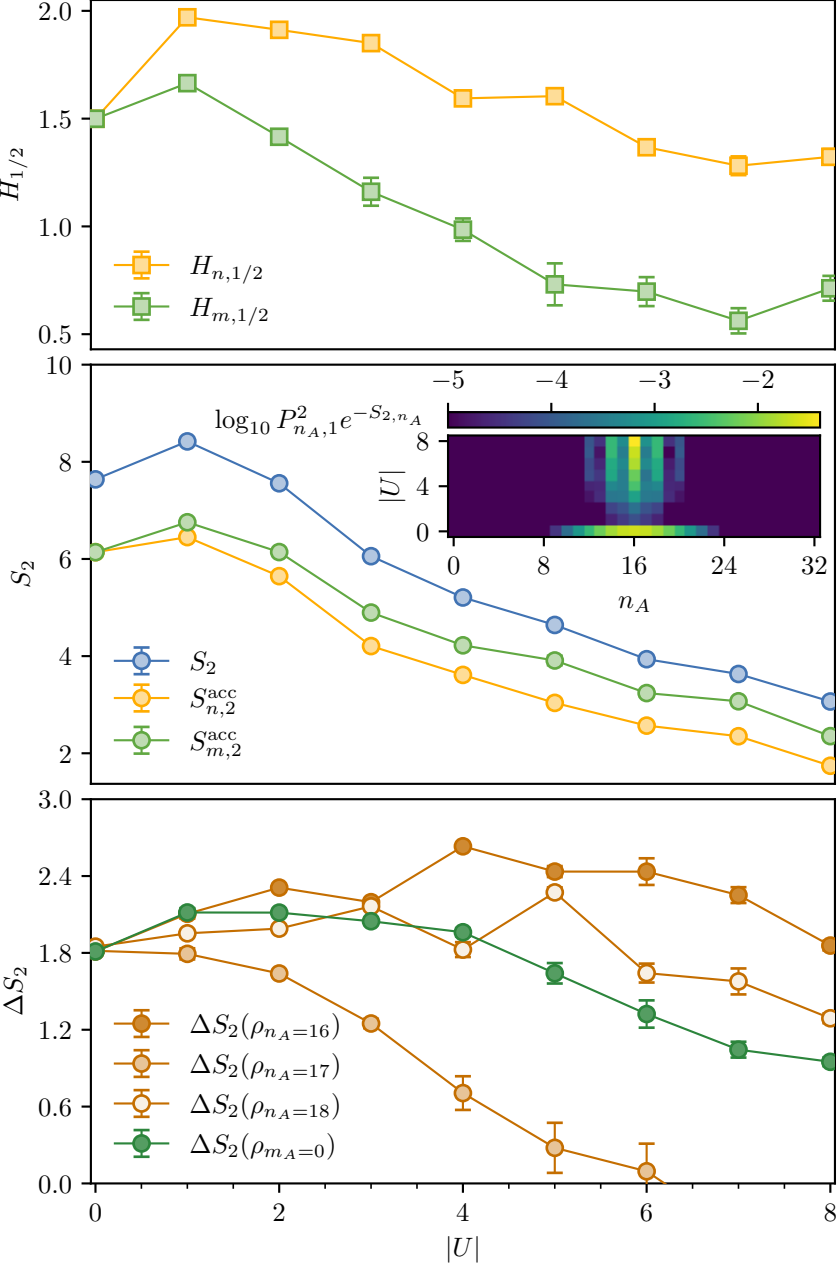 2.0
1.5
1.0
0.5
H_{1/2}
H_{n,1/2}
H_{m,1/2}
10
8
6
4
2
S_2
−5 −4 −3 −2
log_{10} P^2_{n_A,1} e^{−S_{2,n_A}}
8
4
0
|U|
0 8 16 24 32
n_A
S_2
S^{acc}_{n,2}
S^{acc}_{m,2}
3.0
2.4
1.8
1.2
0.6
0.0
ΔS_2
ΔS_2(ρ_{n_A=16})
ΔS_2(ρ_{n_A=17})
ΔS_2(ρ_{n_A=18})
ΔS_2(ρ_{m_A=0})
0 2 4 6 8
|U|